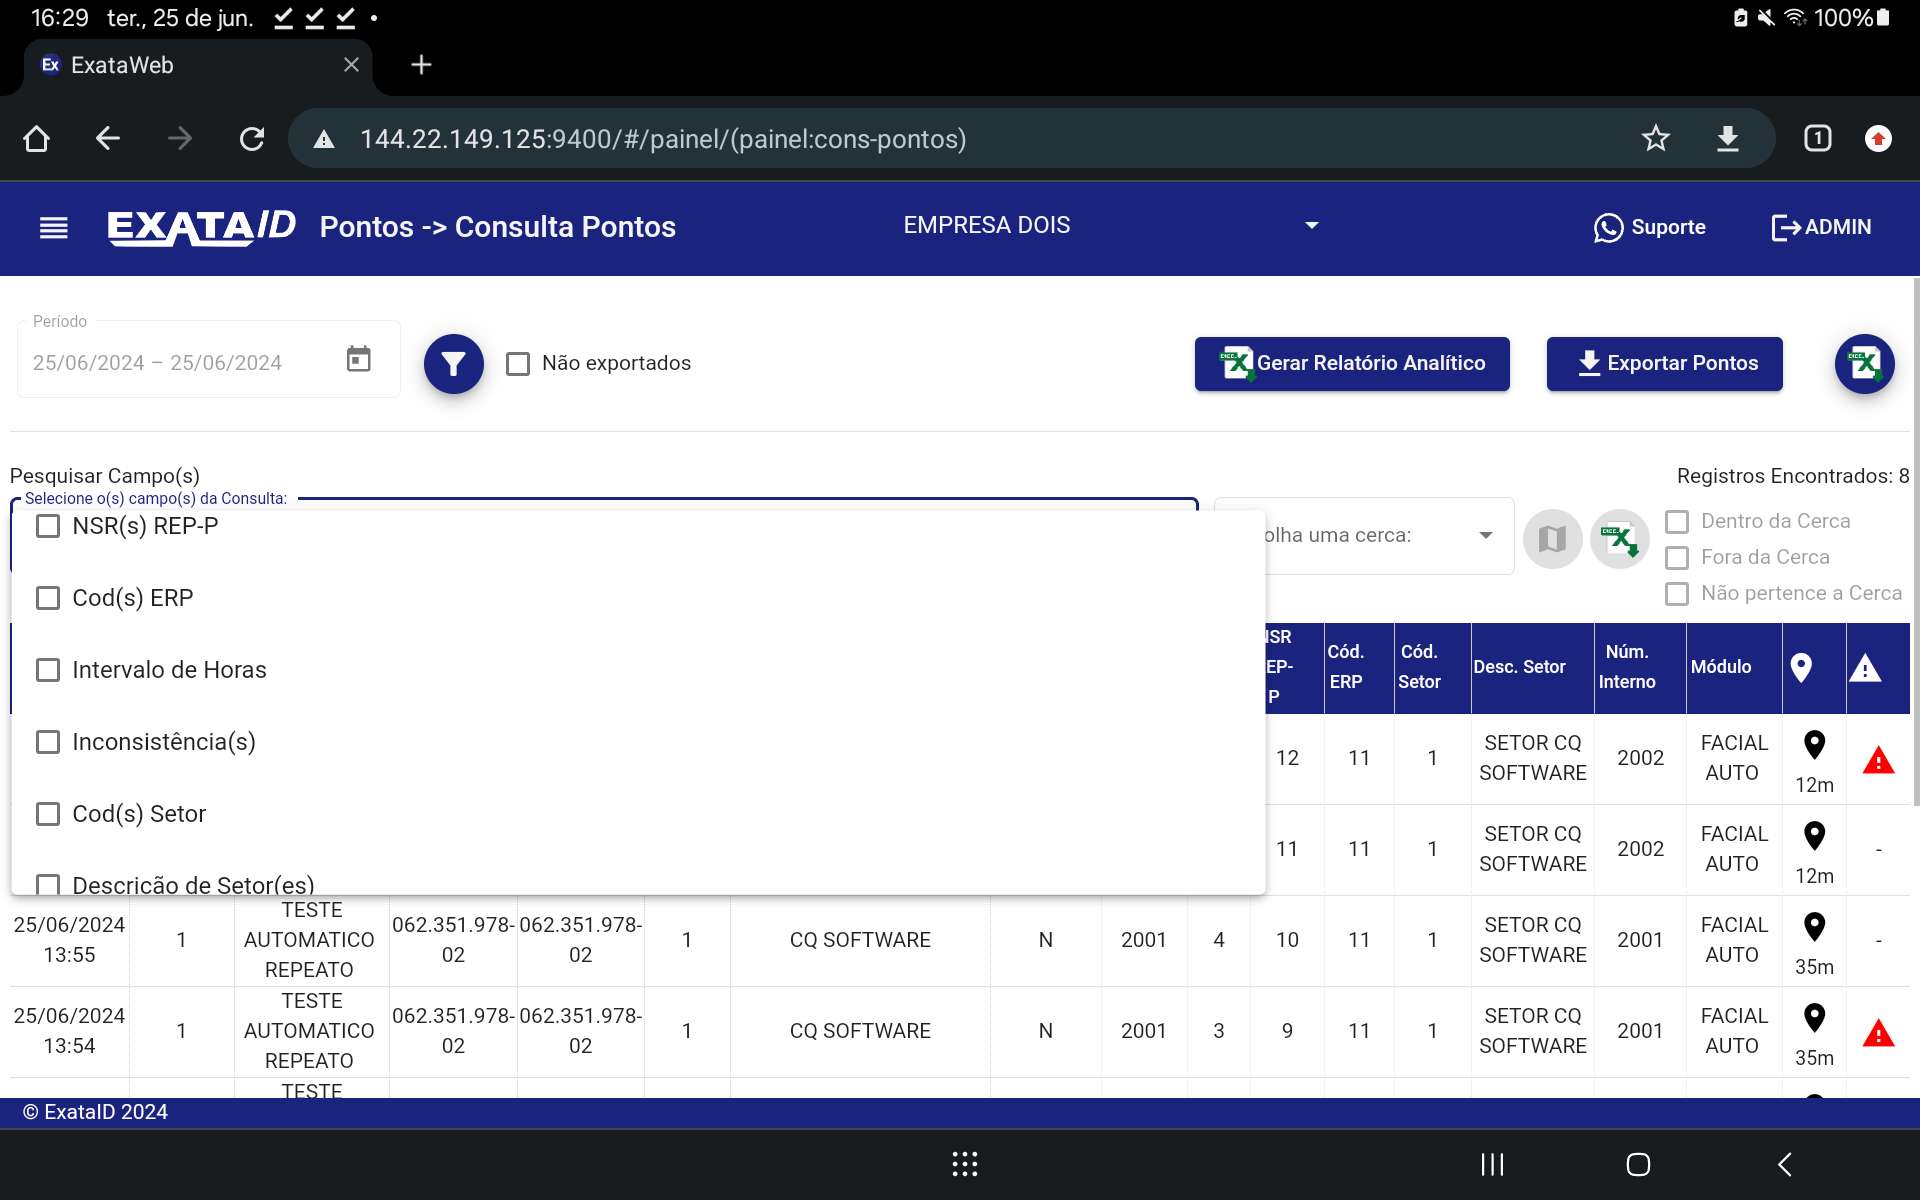 16:29 ter., 25 de jun.
100%
Ex ExataWeb
144.22.149.125:9400/#/painel/(painel:cons-pontos)
1
EXATAID Pontos -> Consulta Pontos
EMPRESA DOIS
Suporte
ADMIN
Período
25/06/2024 – 25/06/2024
Não exportados
Gerar Relatório Analítico
Exportar Pontos
Pesquisar Campo(s)
Registros Encontrados: 8
Selecione o(s) campo(s) da Consulta:
NSR(s) REP-P
Cod(s) ERP
Intervalo de Horas
Inconsistência(s)
Cod(s) Setor
Descrição de Setor(es)
olha uma cerca:
Dentro da Cerca
Fora da Cerca
Não pertence a Cerca
NSR
EP-
P
Cód.
ERP
Cód.
Setor
Desc. Setor
Núm.
Interno
Módulo
12 11 1 SETOR CQ SOFTWARE 2002 FACIAL AUTO 12m
11 11 1 SETOR CQ SOFTWARE 2002 FACIAL AUTO 12m -
25/06/2024 13:55 1 TESTE AUTOMATICO REPEATO 062.351.978-02 062.351.978-02 1 CQ SOFTWARE N 2001 4 10 11 1 SETOR CQ SOFTWARE 2001 FACIAL AUTO 35m -
25/06/2024 13:54 1 TESTE AUTOMATICO REPEATO 062.351.978-02 062.351.978-02 1 CQ SOFTWARE N 2001 3 9 11 1 SETOR CQ SOFTWARE 2001 FACIAL AUTO 35m
TESTE
© ExataID 2024